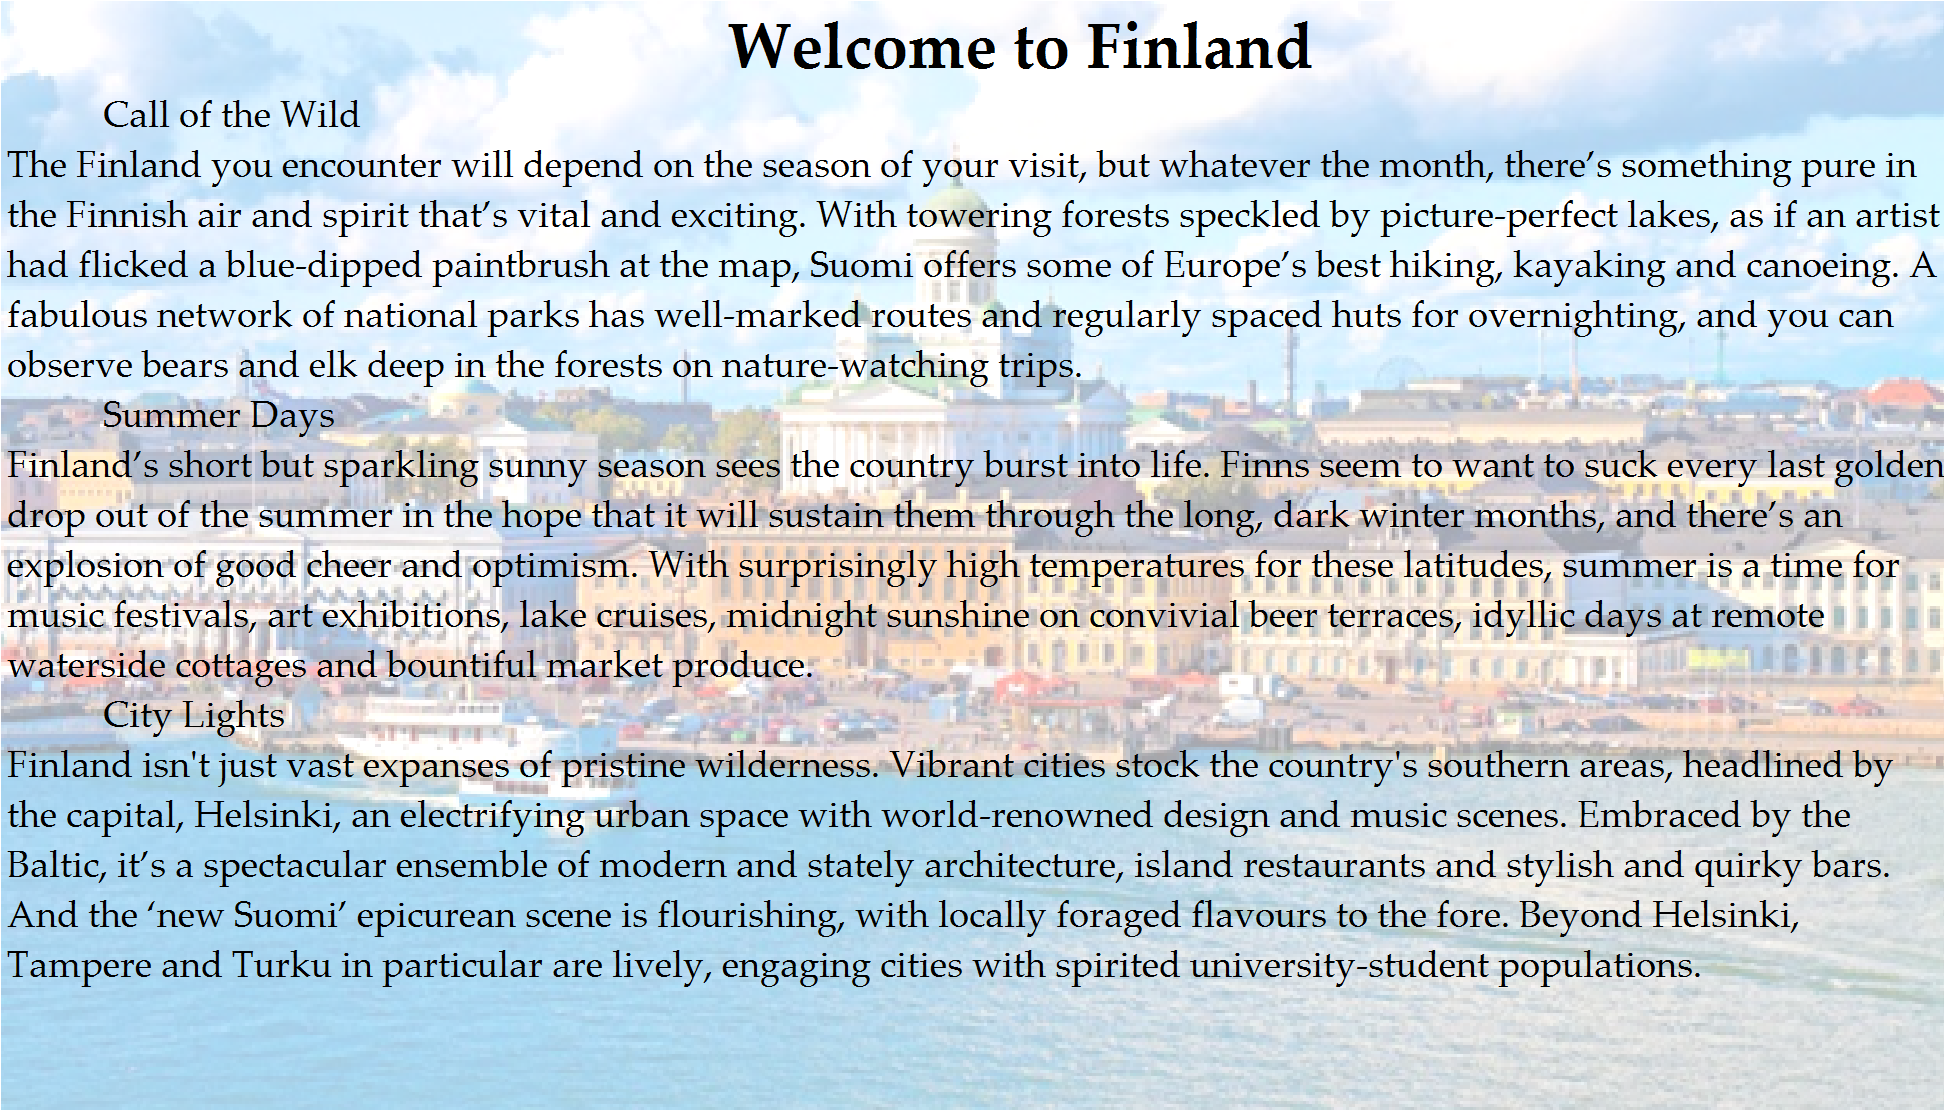 Welcome to Finland
Call of the Wild
The Finland you encounter will depend on the season of your visit, but whatever the month, there’s something pure in
the Finnish air and spirit that’s vital and exciting. With towering forests speckled by picture-perfect lakes, as if an artist
had flicked a blue-dipped paintbrush at the map, Suomi offers some of Europe’s best hiking, kayaking and canoeing. A
fabulous network of national parks has well-marked routes and regularly spaced huts for overnighting, and you can
observe bears and elk deep in the forests on nature-watching trips.
Summer Days
Finland’s short but sparkling sunny season sees the country burst into life. Finns seem to want to suck every last golden
drop out of the summer in the hope that it will sustain them through the long, dark winter months, and there’s an
explosion of good cheer and optimism. With surprisingly high temperatures for these latitudes, summer is a time for
music festivals, art exhibitions, lake cruises, midnight sunshine on convivial beer terraces, idyllic days at remote
waterside cottages and bountiful market produce.
City Lights
Finland isn't just vast expanses of pristine wilderness. Vibrant cities stock the country's southern areas, headlined by
the capital, Helsinki, an electrifying urban space with world-renowned design and music scenes. Embraced by the
Baltic, it’s a spectacular ensemble of modern and stately architecture, island restaurants and stylish and quirky bars.
And the ‘new Suomi’ epicurean scene is flourishing, with locally foraged flavours to the fore. Beyond Helsinki,
Tampere and Turku in particular are lively, engaging cities with spirited university-student populations.